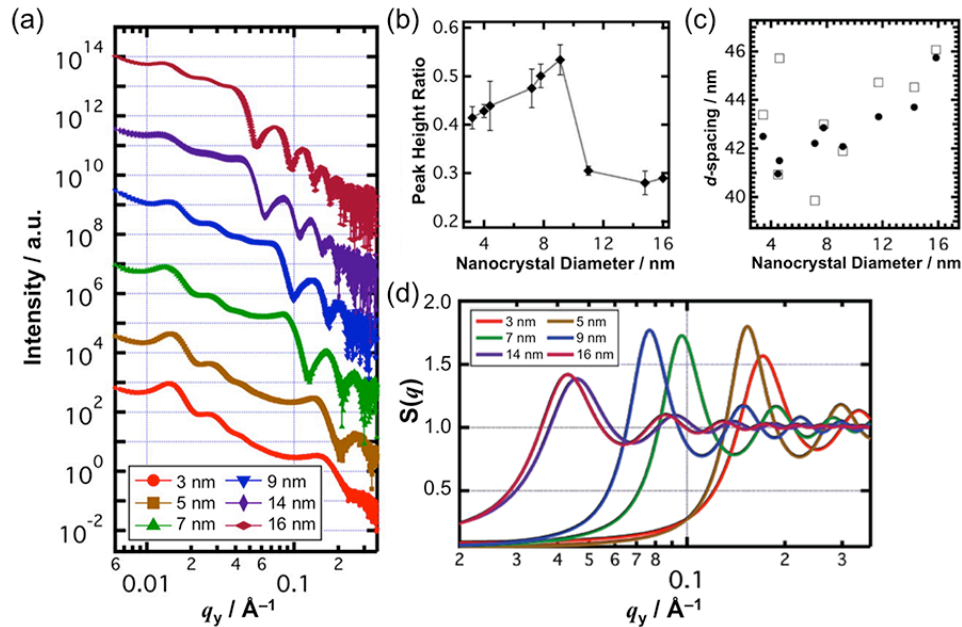 (a)
Intensity / a.u.
10^14
10^12
10^10
10^8
10^6
10^4
10^2
10^0
10^-2
3 nm
5 nm
7 nm
9 nm
14 nm
16 nm
6
0.01
2
4
6
0.1
2
q_y / Å^−1
(b)
Peak Height Ratio
0.6
0.5
0.4
0.3
0.2
4
8
12
16
Nanocrystal Diameter / nm
(c)
d-spacing / nm
46
44
42
40
4
6
8
10
12
14
16
Nanocrystal Diameter / nm
(d)
S(q)
2.0
1.5
1.0
0.5
3 nm
5 nm
7 nm
9 nm
14 nm
16 nm
2
3
4
5
6
7
8
0.1
2
3
q_y / Å^−1